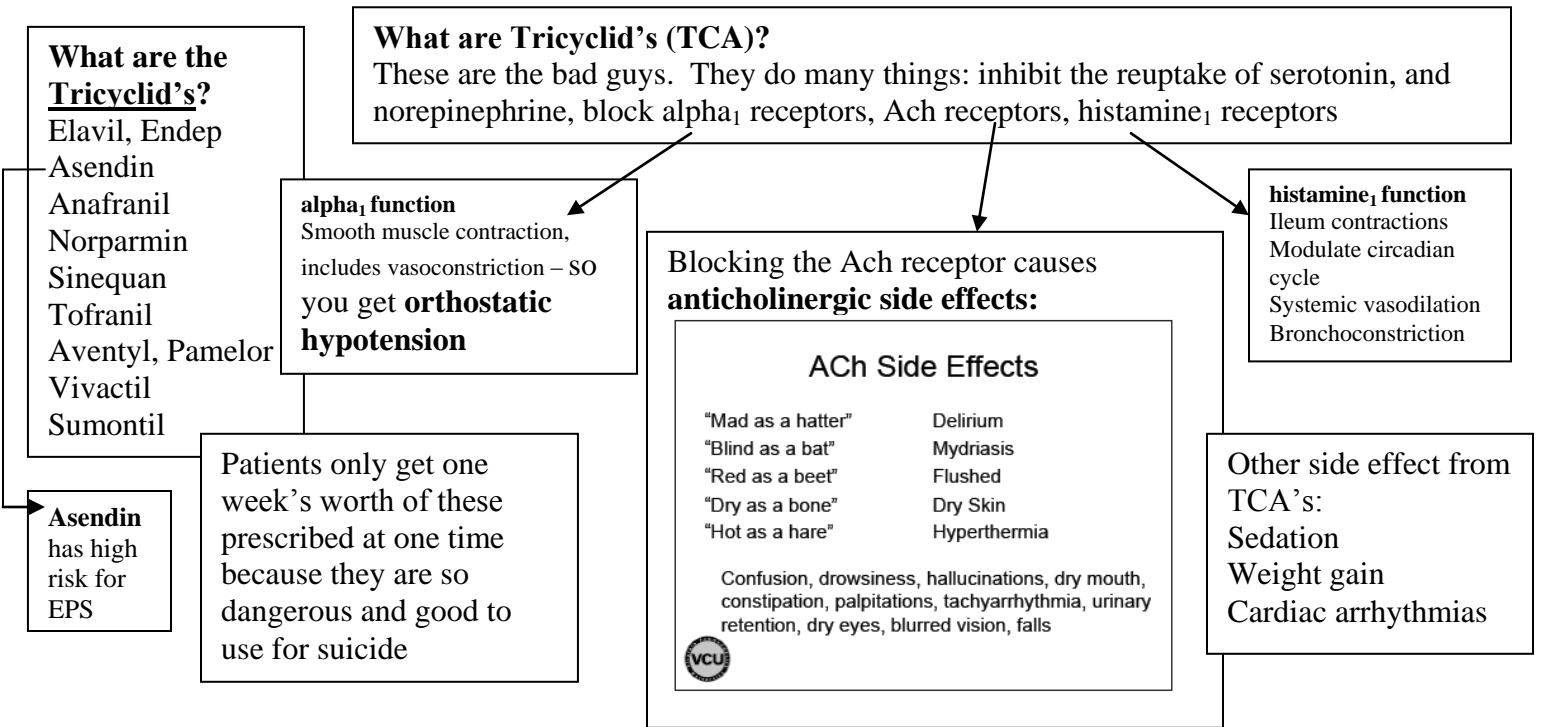 What are the
Tricyclid's?
Elavil, Endep
Asendin
Anafranil
Norparmin
Sinequan
Tofranil
Aventyl, Pamelor
Vivactil
Sumontil
What are Tricyclid's (TCA)?
These are the bad guys. They do many things: inhibit the reuptake of serotonin, and
norepinephrine, block alpha₁ receptors, Ach receptors, histamine₁ receptors
alpha₁ function
Smooth muscle contraction,
includes vasoconstriction – so
you get orthostatic
hypotension
Blocking the Ach receptor causes
anticholinergic side effects:
ACh Side Effects
"Mad as a hatter" Delirium
"Blind as a bat" Mydriasis
"Red as a beet" Flushed
"Dry as a bone" Dry Skin
"Hot as a hare" Hyperthermia
Confusion, drowsiness, hallucinations, dry mouth,
constipation, palpitations, tachyarrhythmia, urinary
retention, dry eyes, blurred vision, falls
VCU
histamine₁ function
Ileum contractions
Modulate circadian
cycle
Systemic vasodilation
Bronchoconstriction
Asendin
has high
risk for
EPS
Patients only get one
week's worth of these
prescribed at one time
because they are so
dangerous and good to
use for suicide
Other side effect from
TCA's:
Sedation
Weight gain
Cardiac arrhythmias